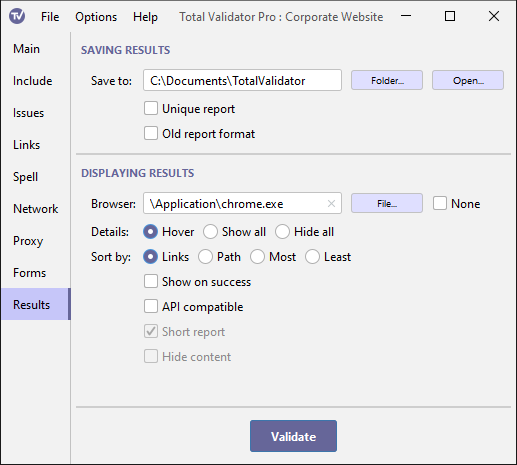 TV File Options Help Total Validator Pro : Corporate Website
Main
Include
Issues
Links
Spell
Network
Proxy
Forms
Results
SAVING RESULTS
Save to: C:\Documents\TotalValidator Folder... Open...
Unique report
Old report format
DISPLAYING RESULTS
Browser: \Application\chrome.exe File... None
Details: Hover Show all Hide all
Sort by: Links Path Most Least
Show on success
API compatible
Short report
Hide content
Validate